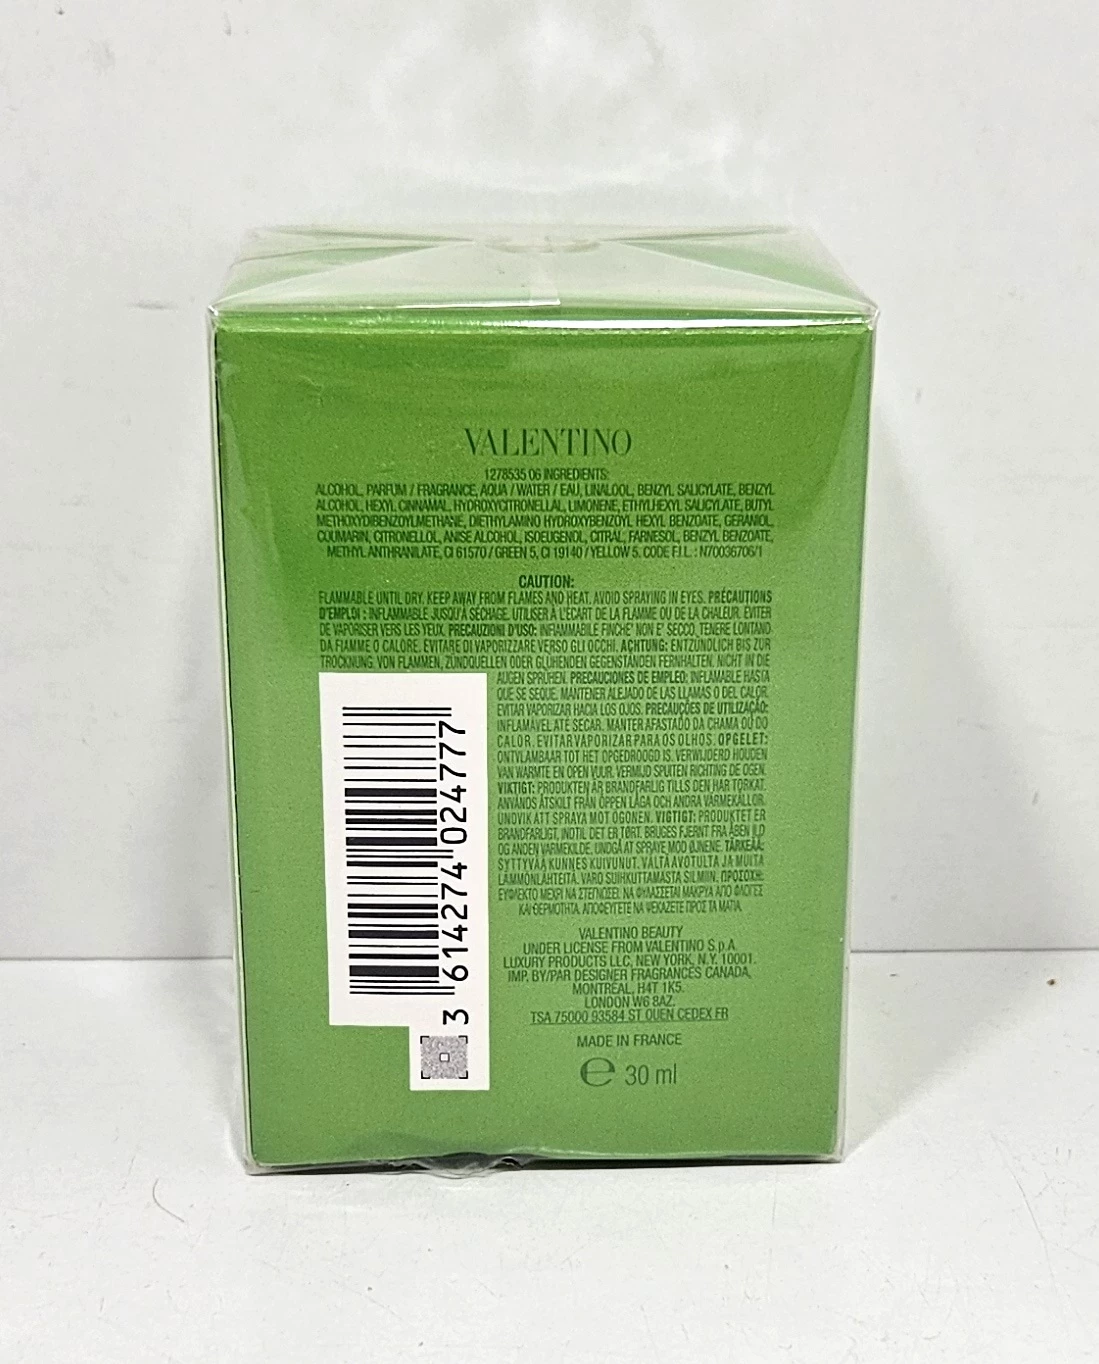 VALENTINO
1278535 06 INGREDIENTS:
ALCOHOL, PARFUM / FRAGRANCE, AQUA / WATER / EAU, LINALOOL, BENZYL SALICYLATE, BENZYL
ALCOHOL, HEXYL CINNAMAL, HYDROXYCITRONELLAL, LIMONENE, ETHYLHEXYL SALICYLATE, BUTYL
METHOXYDIBENZOYLMETHANE, DIETHYLAMINO HYDROXYBENZOYL HEXYL BENZOATE, GERANIOL,
COUMARIN, CITRONELLOL, ANISE ALCOHOL, ISOEUGENOL, CITRAL, FARNESOL, BENZYL BENZOATE,
METHYL ANTHRANILATE, CI 61570 / GREEN 5, CI 19140 / YELLOW 5. CODE F.I.L. : N70036706/1
CAUTION:
FLAMMABLE UNTIL DRY. KEEP AWAY FROM FLAMES AND HEAT. AVOID SPRAYING IN EYES. PRÉCAUTIONS
D'EMPLOI : INFLAMMABLE JUSQU'À SÉCHAGE. UTILISER À L'ÉCART DE LA FLAMME OU DE LA CHALEUR. ÉVITER
DE VAPORISER VERS LES YEUX. PRECAUZIONI D'USO: INFIAMMABILE FINCHE' NON E' SECCO, TENERE LONTANO
DA FIAMME O CALORE. EVITARE DI VAPORIZZARE VERSO GLI OCCHI. ACHTUNG: ENTZÜNDLICH BIS ZUR
TROCKNUNG. VON FLAMMEN, ZÜNDQUELLEN ODER GLÜHENDEN GEGENSTÄNDEN FERNHALTEN. NICHT IN DIE
AUGEN SPRÜHEN. PRECAUCIONES DE EMPLEO: INFLAMABLE HASTA
QUE SE SEQUE. MANTENER ALEJADO DE LAS LLAMAS O DEL CALOR.
EVITAR VAPORIZAR HACIA LOS OJOS. PRECAUÇÕES DE UTILIZAÇÃO:
INFLAMÁVEL ATÉ SECAR. MANTER AFASTADO DA CHAMA OU DO
CALOR. EVITAR VAPORIZAR PARA OS OLHOS. OPGELET:
ONTVLAMBAAR TOT HET OPGEDROOGD IS. VERWIJDERD HOUDEN
VAN WARMTE EN OPEN VUUR. VERMIJD SPUITEN RICHTING DE OGEN.
VIKTIGT: PRODUKTEN ÄR BRANDFARLIG TILLS DEN HAR TORKAT.
ANVÄNDS ÅTSKILT FRÅN ÖPPEN LÅGA OCH ANDRA VÄRMEKÄLLOR.
UNDVIK ATT SPRAYA MOT ÖGONEN. VIGTIGT: PRODUKTET ER
BRANDFARLIGT, INDTIL DET ER TØRT. BRUGES FJERNT FRA ÅBEN ILD
OG ANDEN VARMEKILDE. UNDGÅ AT SPRAYE MOD ØJNENE. TÄRKEÄÄ:
SYTTYVÄÄ KUNNES KUIVUNUT. VÄLTÄ AVOTULTA JA MUITA
LÄMMÖNLÄHTEITÄ. VARO SUIHKUTTAMASTA SILMIIN. ΠΡΟΣΟΧΗ:
ΕΥΦΛΕΚΤΟ ΜΕΧΡΙ ΝΑ ΣΤΕΓΝΩΣΕΙ. ΝΑ ΦΥΛΑΣΣΕΤΑΙ ΜΑΚΡΥΑ ΑΠΟ ΦΛΟΓΕΣ
ΚΑΙ ΘΕΡΜΟΤΗΤΑ. ΑΠΟΦΕΥΓΕΤΕ ΝΑ ΨΕΚΑΖΕΤΕ ΠΡΟΣ ΤΑ ΜΑΤΙΑ.
3 614274 024777
VALENTINO BEAUTY
UNDER LICENSE FROM VALENTINO S.p.A.
LUXURY PRODUCTS LLC, NEW YORK, N.Y. 10001.
IMP. BY/PAR DESIGNER FRAGRANCES CANADA,
MONTRÉAL, H4T 1K5.
LONDON W6 8AZ.
TSA 75000 93584 ST OUEN CEDEX FR
MADE IN FRANCE
℮ 30 ml